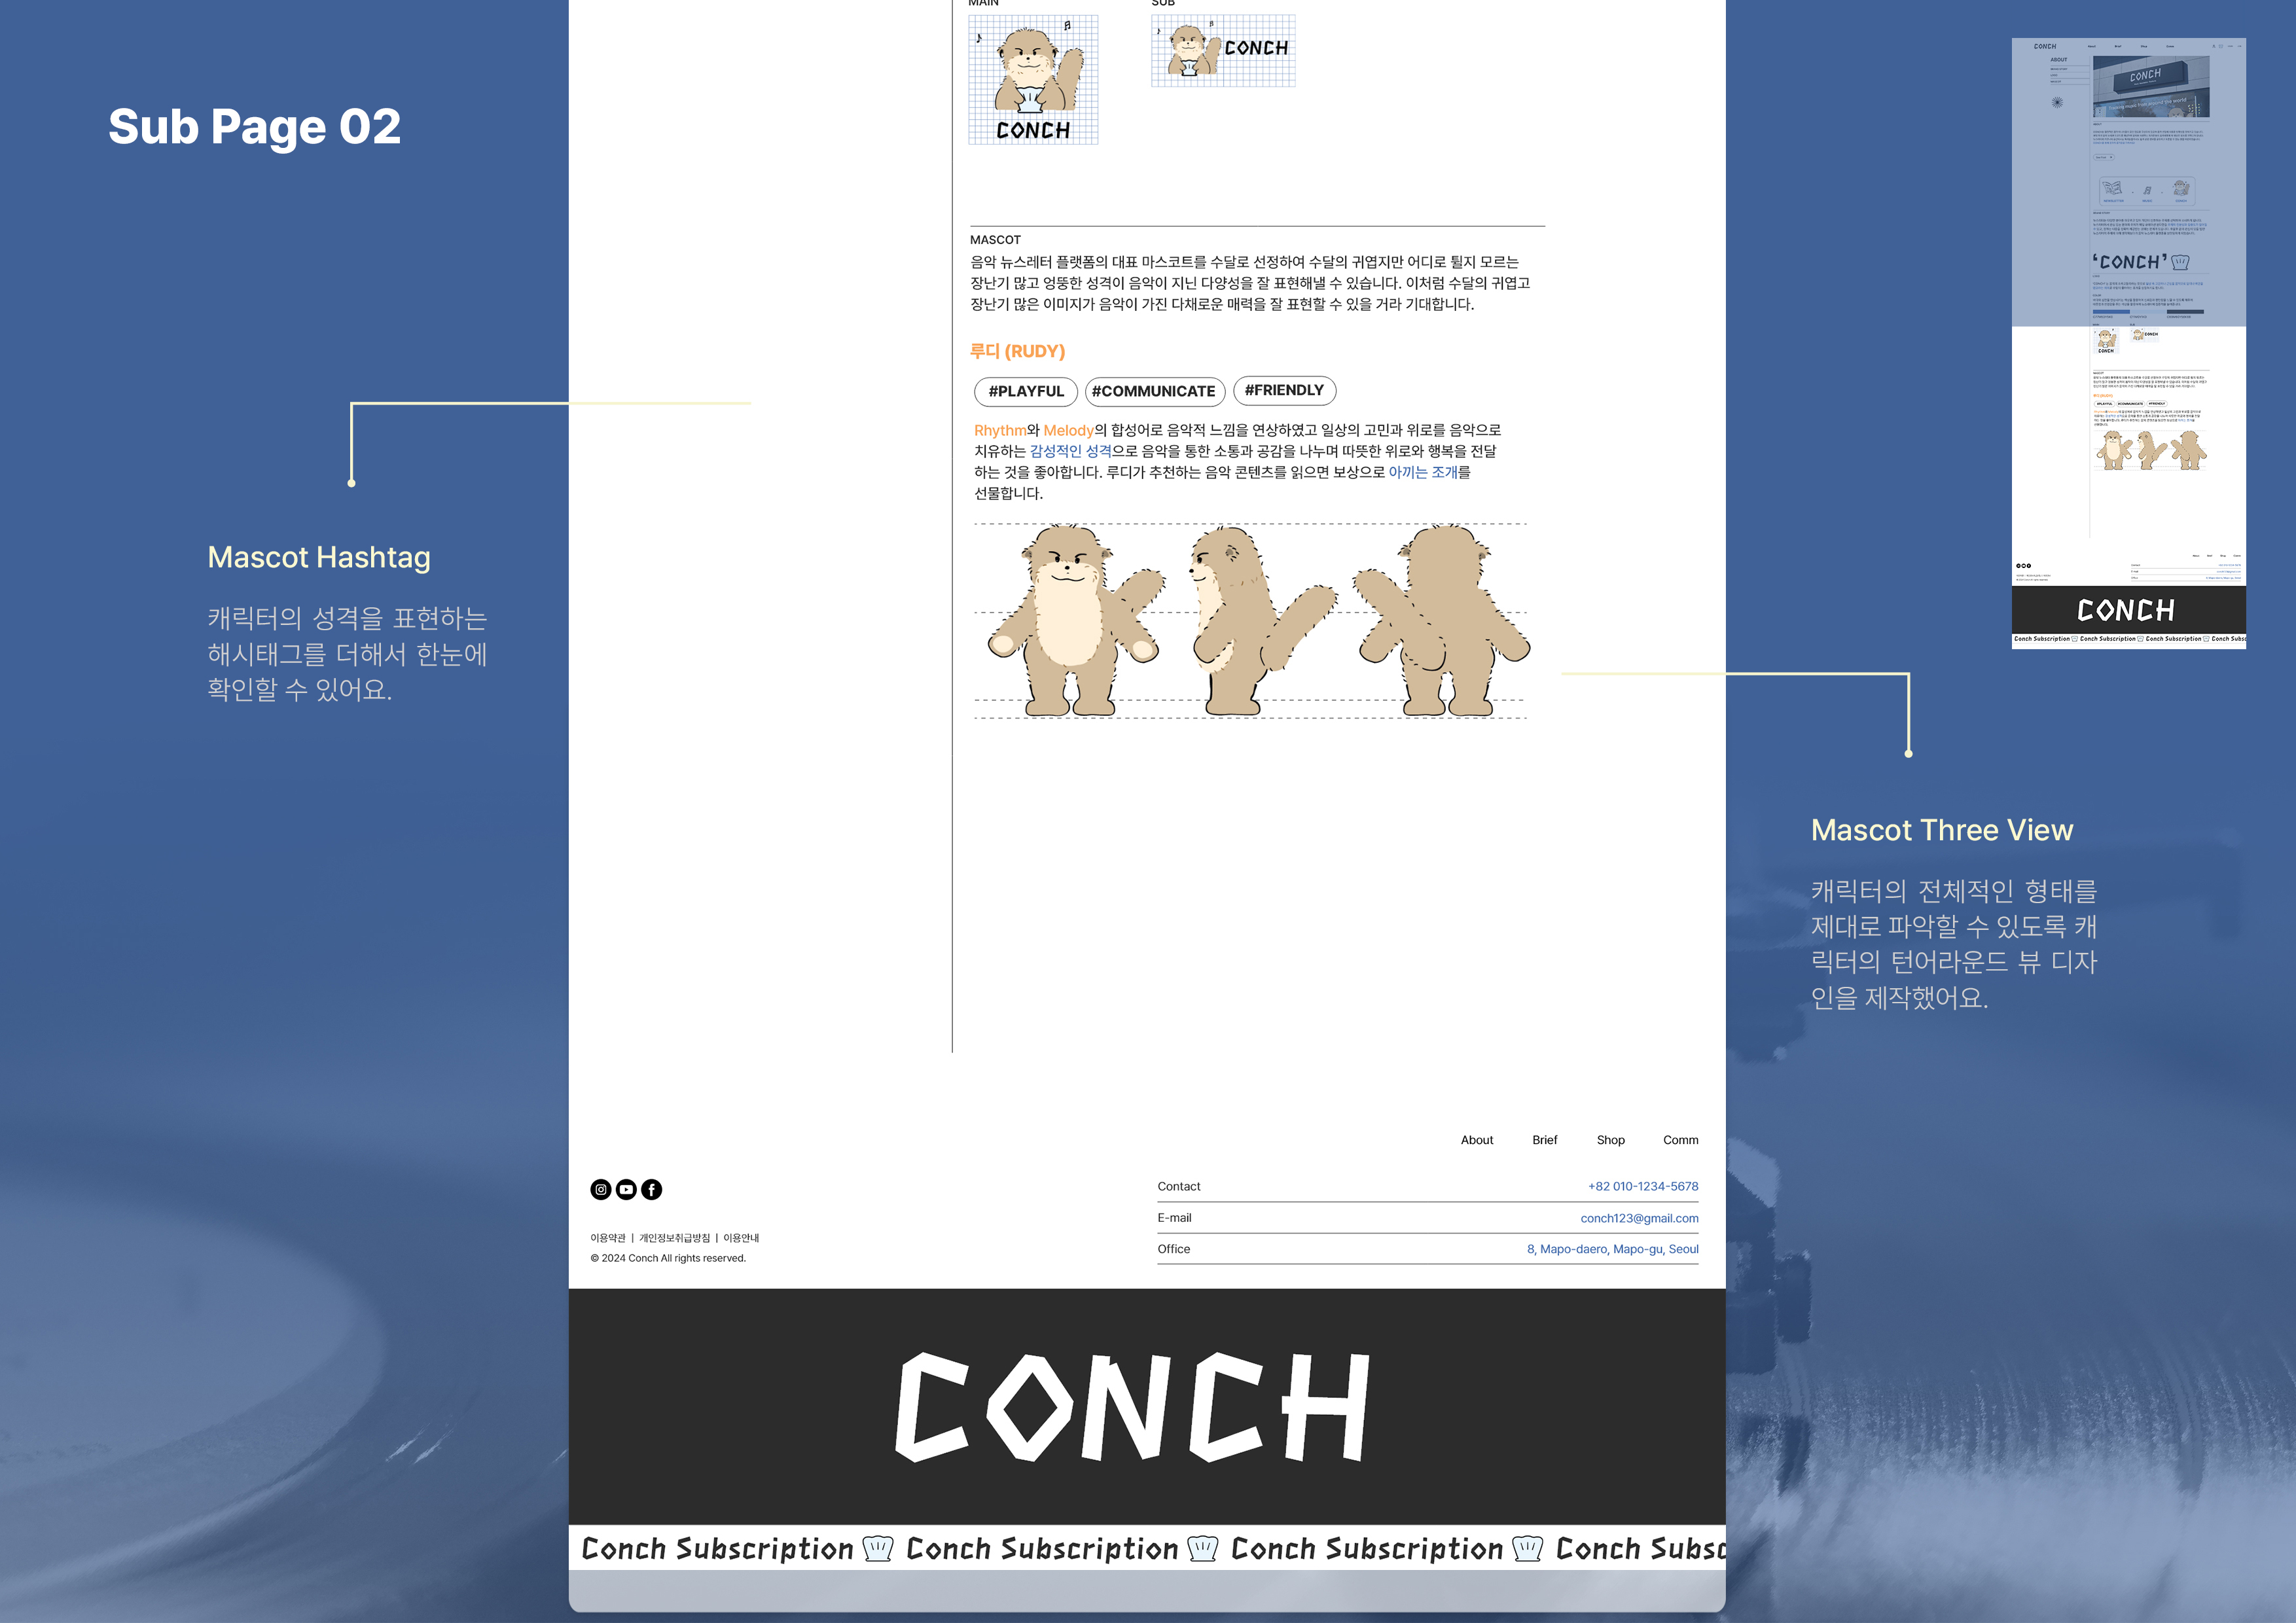 Sub Page 02
MAIN
SUB
CONCH
CONCH
MASCOT
음악 뉴스레터 플랫폼의 대표 마스코트를 수달로 선정하여 수달의 귀엽지만 어디로 튈지 모르는
장난기 많고 엉뚱한 성격이 음악이 지닌 다양성을 잘 표현해낼 수 있습니다. 이처럼 수달의 귀엽고
장난기 많은 이미지가 음악이 가진 다채로운 매력을 잘 표현할 수 있을 거라 기대합니다.
루디 (RUDY)
#PLAYFUL #COMMUNICATE #FRIENDLY
Rhythm와 Melody의 합성어로 음악적 느낌을 연상하였고 일상의 고민과 위로를 음악으로
치유하는 감성적인 성격으로 음악을 통한 소통과 공감을 나누며 따뜻한 위로와 행복을 전달
하는 것을 좋아합니다. 루디가 추천하는 음악 콘텐츠를 읽으면 보상으로 아끼는 조개를
선물합니다.
Mascot Hashtag
캐릭터의 성격을 표현하는
해시태그를 더해서 한눈에
확인할 수 있어요.
Mascot Three View
캐릭터의 전체적인 형태를
제대로 파악할 수 있도록 캐
릭터의 턴어라운드 뷰 디자
인을 제작했어요.
About Brief Shop Comm
Contact +82 010-1234-5678
E-mail conch123@gmail.com
Office 8, Mapo-daero, Mapo-gu, Seoul
이용약관 | 개인정보취급방침 | 이용안내
© 2024 Conch All rights reserved.
CONCH
Conch Subscription Conch Subscription Conch Subscription Conch Subsc
CONCH
ABOUT
CONCH
'CONCH'
CONCH
CONCH
MASCOT
#PLAYFUL #COMMUNICATE #FRIENDLY
CONCH
Conch Subscription Conch Subscription Conch Subscription Conch Subs